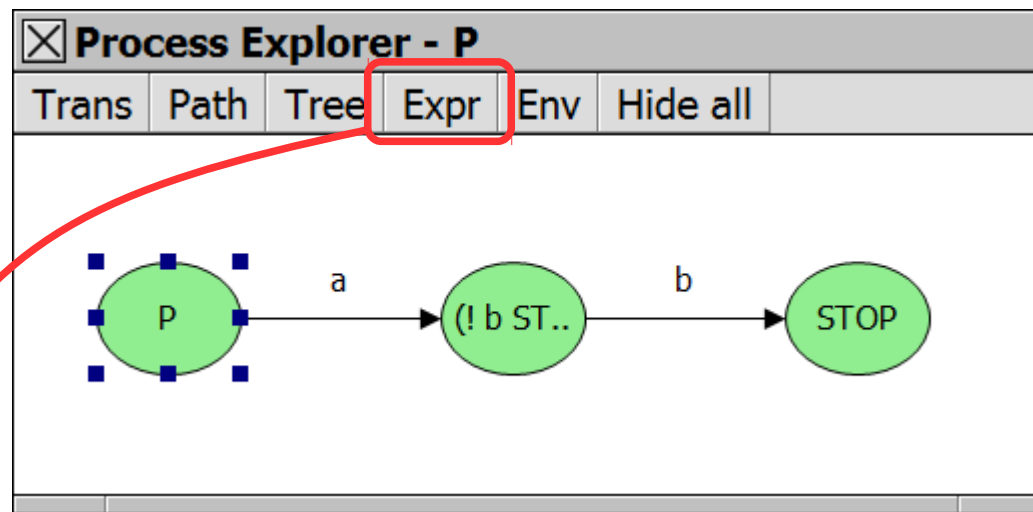 Process Explorer - P
Trans Path Tree Expr Env Hide all
a b
P (! b ST.. STOP